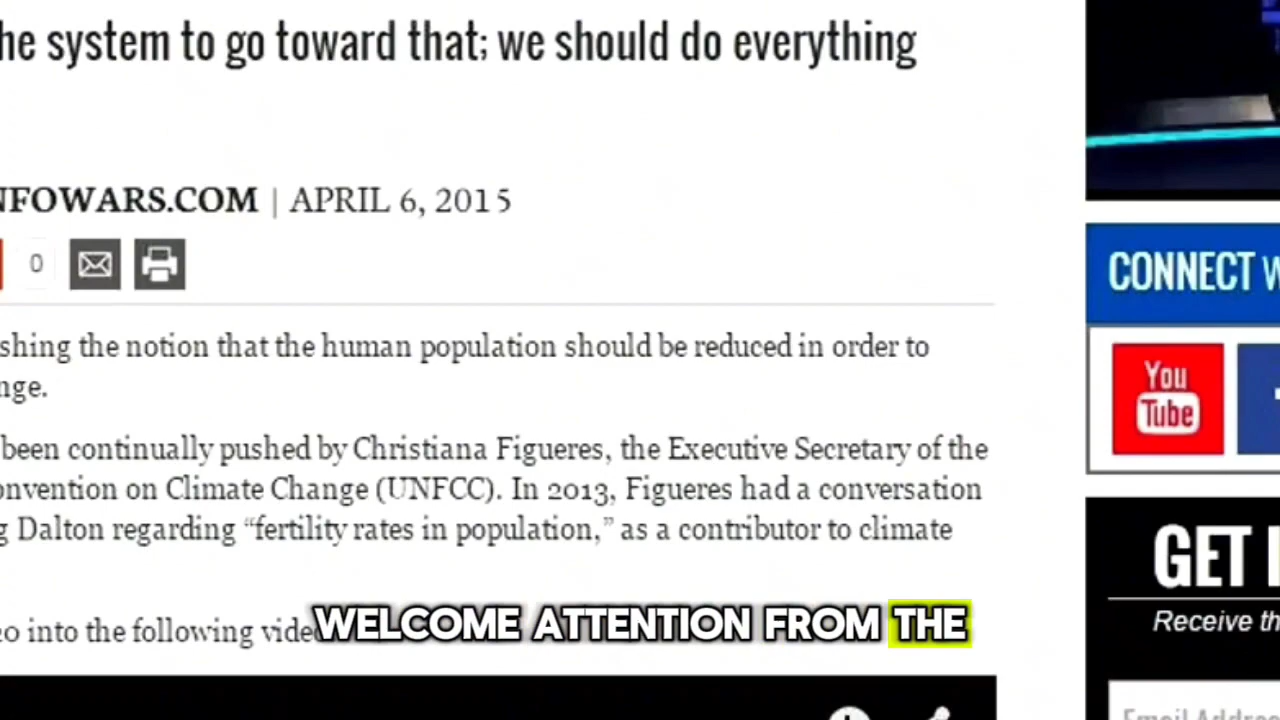 he system to go toward that; we should do everything
NFOWARS.COM | APRIL 6, 2015
0
shing the notion that the human population should be reduced in order to
nge.
been continually pushed by Christiana Figueres, the Executive Secretary of the
onvention on Climate Change (UNFCC). In 2013, Figueres had a conversation
g Dalton regarding “fertility rates in population,” as a contributor to climate
into the following vide
WELCOME ATTENTION FROM THE
CONNECT W
You
Tube
GET
Receive th
Email Addres